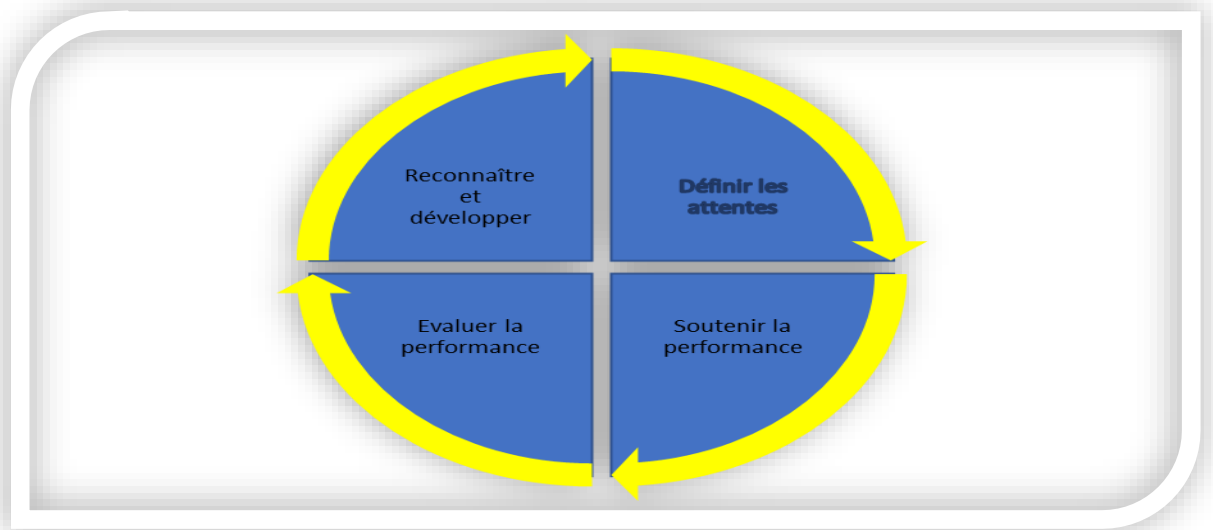 Reconnaître
et
développer
Définir les
attentes
Evaluer la
performance
Soutenir la
performance